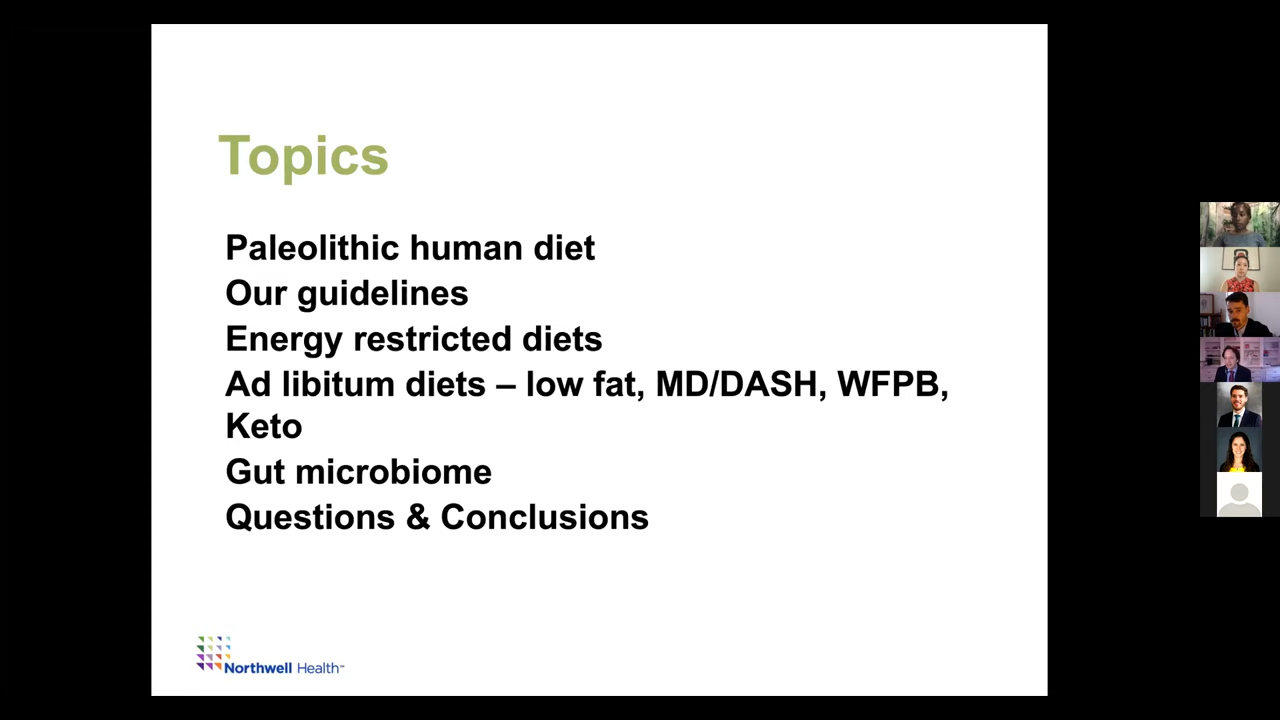 Topics
Paleolithic human diet
Our guidelines
Energy restricted diets
Ad libitum diets – low fat, MD/DASH, WFPB,
Keto
Gut microbiome
Questions & Conclusions
Northwell Health℠